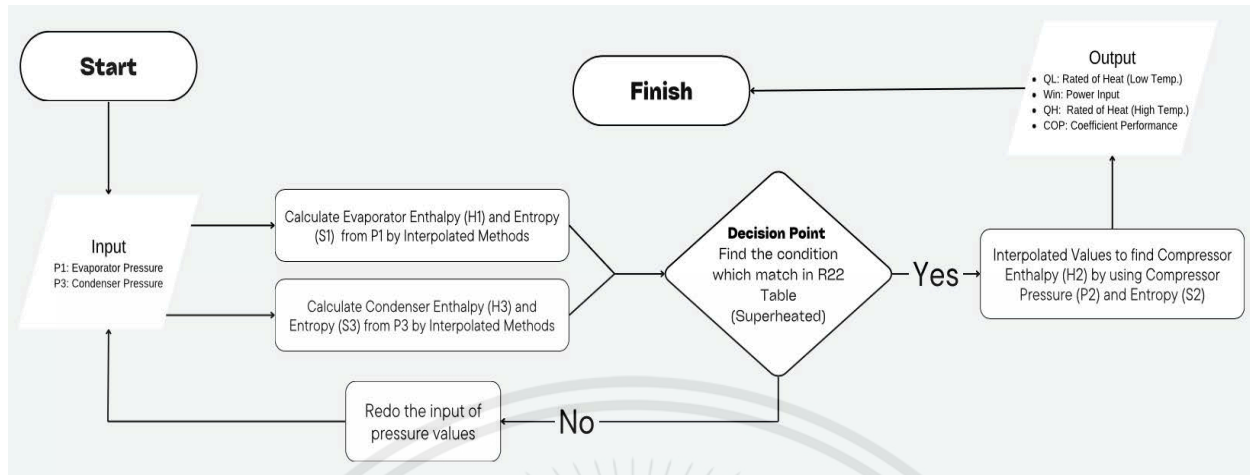 Start
Input
P1: Evaporator Pressure
P3: Condenser Pressure
Calculate Evaporator Enthalpy (H1) and Entropy
(S1) from P1 by Interpolated Methods
Calculate Condenser Enthalpy (H3) and
Entropy (S3) from P3 by Interpolated Methods
Decision Point
Find the condition
which match in R22
Table
(Superheated)
Yes
Interpolated Values to find Compressor
Enthalpy (H2) by using Compressor
Pressure (P2) and Entropy (S2)
Output
• QL: Rated of Heat (Low Temp.)
• Win: Power Input
• QH: Rated of Heat (High Temp.)
• COP: Coefficient Performance
Finish
No
Redo the input of
pressure values